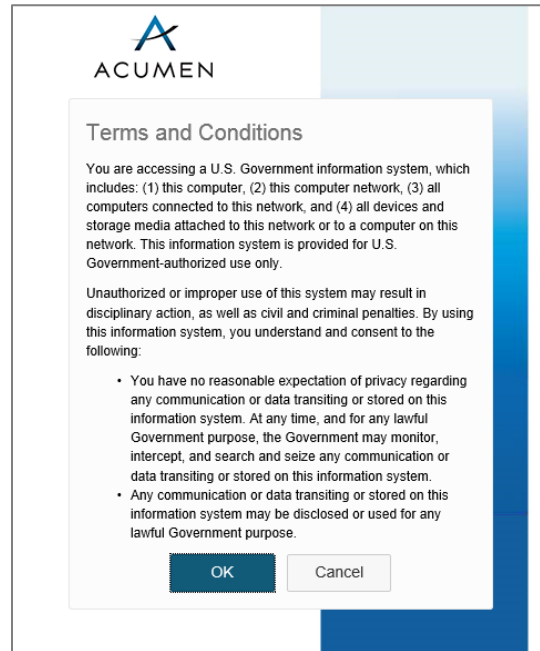 ACUMEN
Terms and Conditions
You are accessing a U.S. Government information system, which
includes: (1) this computer, (2) this computer network, (3) all
computers connected to this network, and (4) all devices and
storage media attached to this network or to a computer on this
network. This information system is provided for U.S.
Government-authorized use only.
Unauthorized or improper use of this system may result in
disciplinary action, as well as civil and criminal penalties. By using
this information system, you understand and consent to the
following:
• You have no reasonable expectation of privacy regarding
any communication or data transiting or stored on this
information system. At any time, and for any lawful
Government purpose, the Government may monitor,
intercept, and search and seize any communication or
data transiting or stored on this information system.
• Any communication or data transiting or stored on this
information system may be disclosed or used for any
lawful Government purpose.
OK Cancel